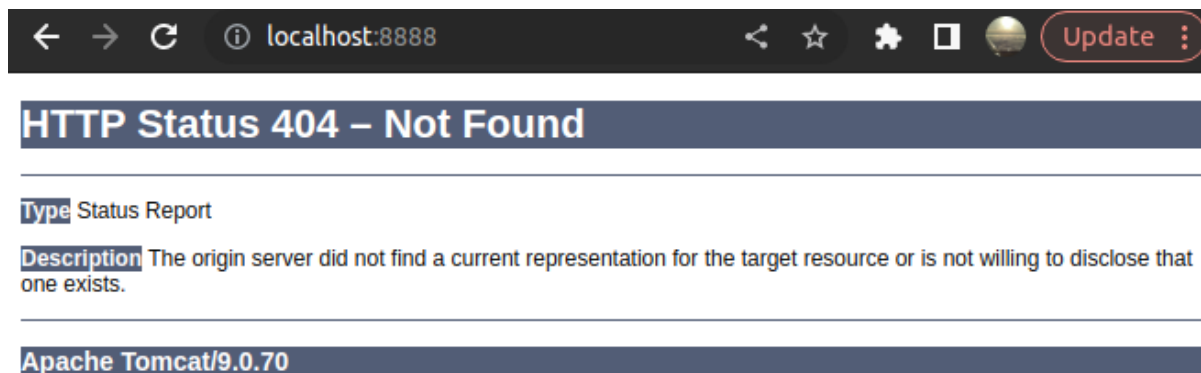 localhost:8888
Update
HTTP Status 404 – Not Found
Type Status Report
Description The origin server did not find a current representation for the target resource or is not willing to disclose that
one exists.
Apache Tomcat/9.0.70